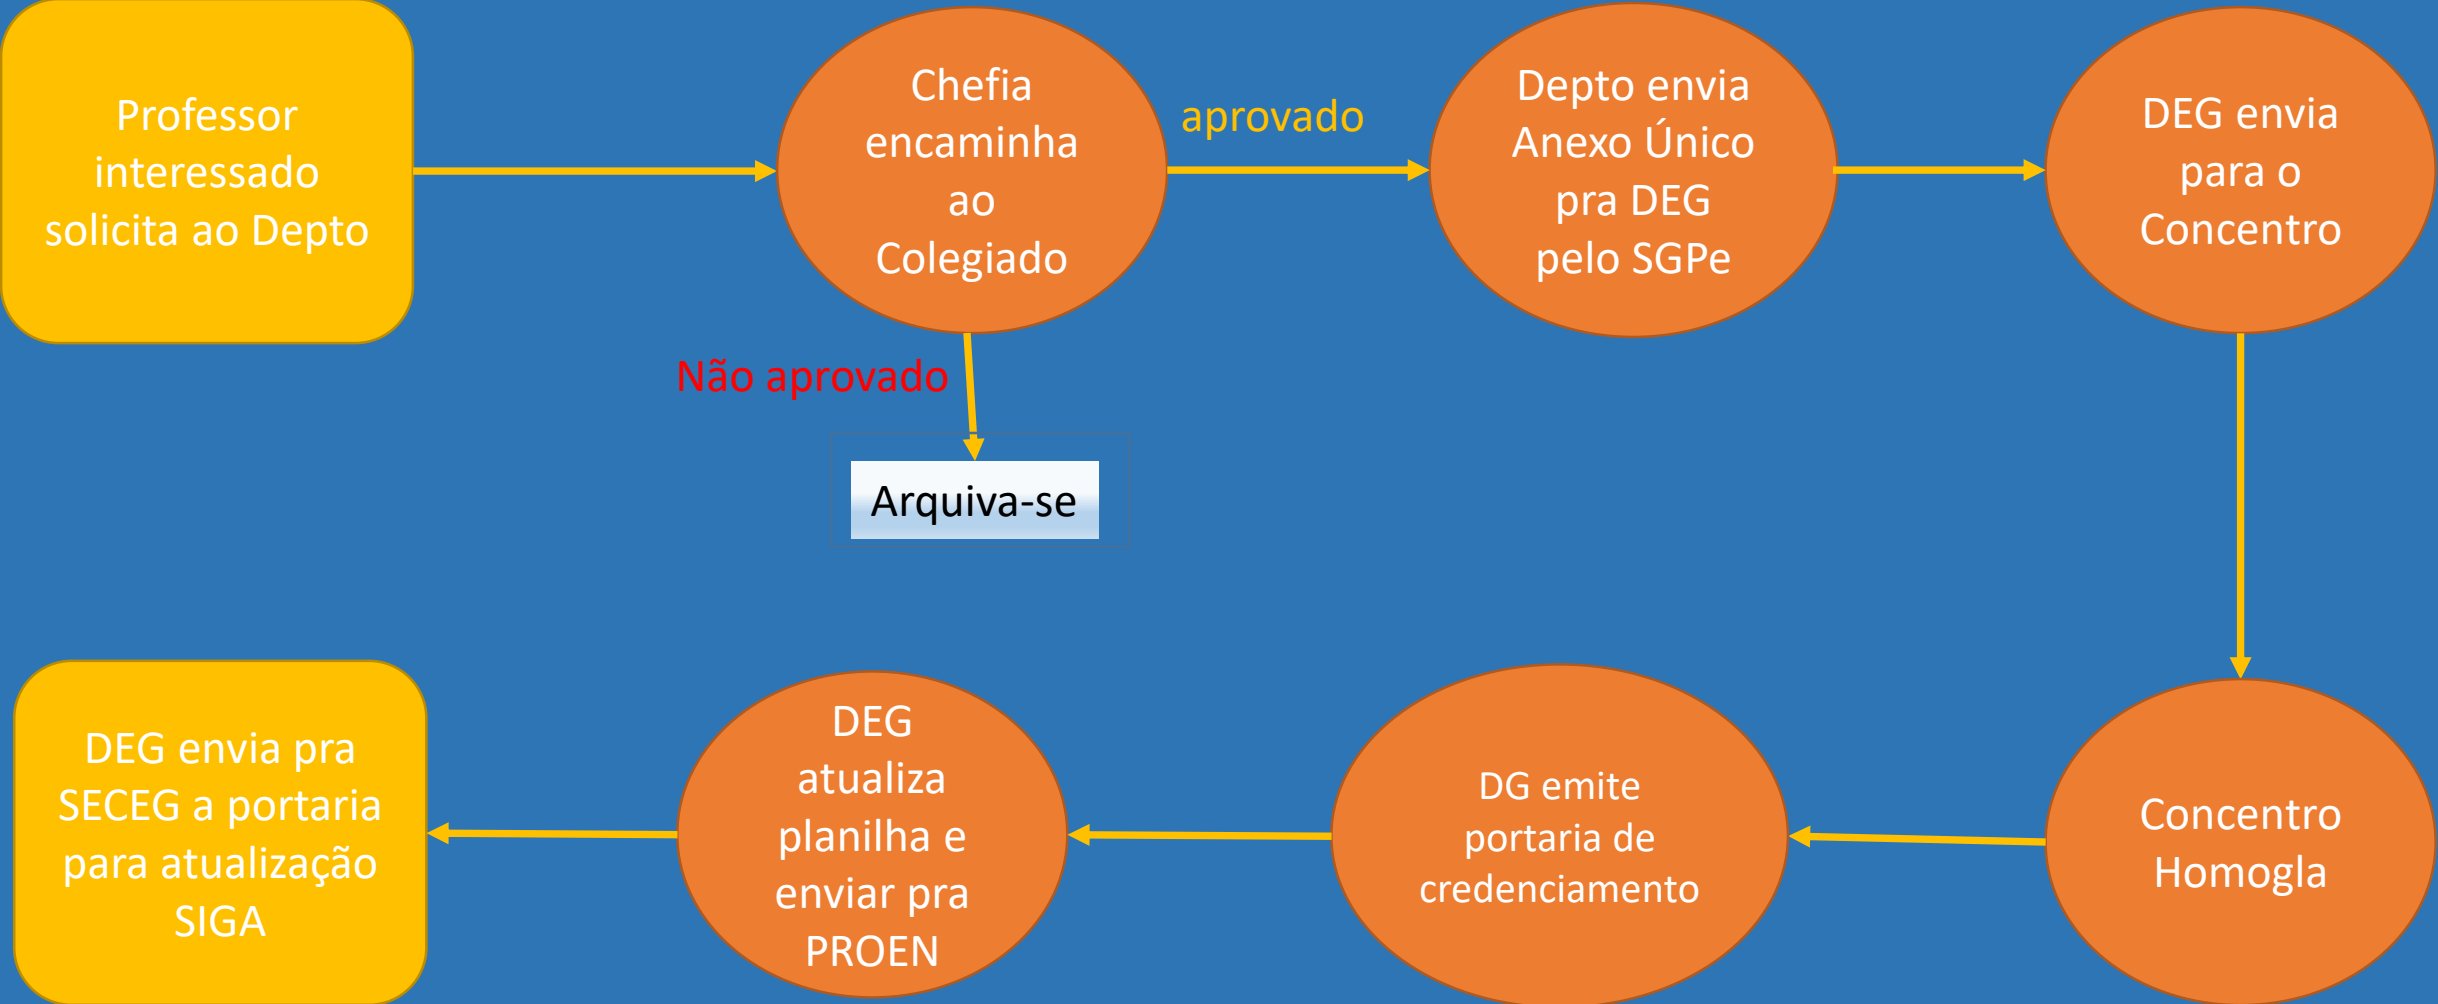 Professor
interessado
solicita ao Depto
Chefia
encaminha
ao
Colegiado
aprovado
Depto envia
Anexo Único
pra DEG
pelo SGPe
DEG envia
para o
Concentro
Não aprovado
Arquiva-se
Concentro
Homogla
DG emite
portaria de
credenciamento
DEG
atualiza
planilha e
enviar pra
PROEN
DEG envia pra
SECEG a portaria
para atualização
SIGA